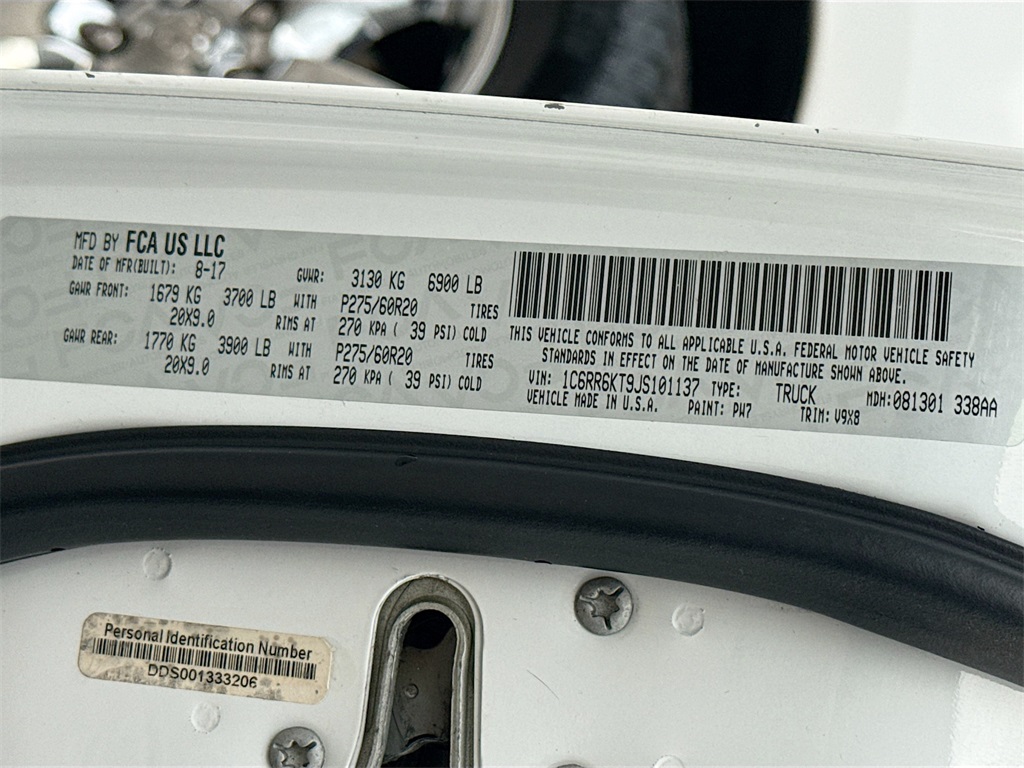 MFD BY FCA US LLC
DATE OF MFR(BUILT): 8-17 GVWR: 3130 KG 6900 LB
GAWR FRONT: 1679 KG 3700 LB WITH P275/60R20 TIRES
20X9.0 RIMS AT 270 KPA ( 39 PSI) COLD
GAWR REAR: 1770 KG 3900 LB WITH P275/60R20 TIRES
20X9.0 RIMS AT 270 KPA ( 39 PSI) COLD
THIS VEHICLE CONFORMS TO ALL APPLICABLE U.S.A. FEDERAL MOTOR VEHICLE SAFETY
STANDARDS IN EFFECT ON THE DATE OF MANUFACTURE SHOWN ABOVE.
VIN: 1C6RR6KT9JS101137 TYPE: TRUCK MDH:081301 338AA
VEHICLE MADE IN U.S.A. PAINT: PW7 TRIM: V9X8
Personal Identification Number
DDS001333206